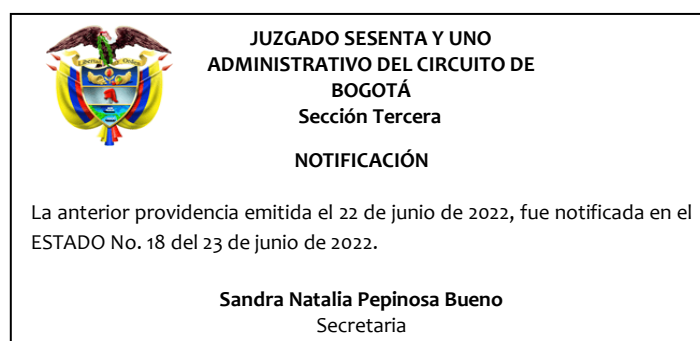 JUZGADO SESENTA Y UNO
ADMINISTRATIVO DEL CIRCUITO DE
BOGOTÁ
Sección Tercera
NOTIFICACIÓN
La anterior providencia emitida el 22 de junio de 2022, fue notificada en el
ESTADO No. 18 del 23 de junio de 2022.
Sandra Natalia Pepinosa Bueno
Secretaria